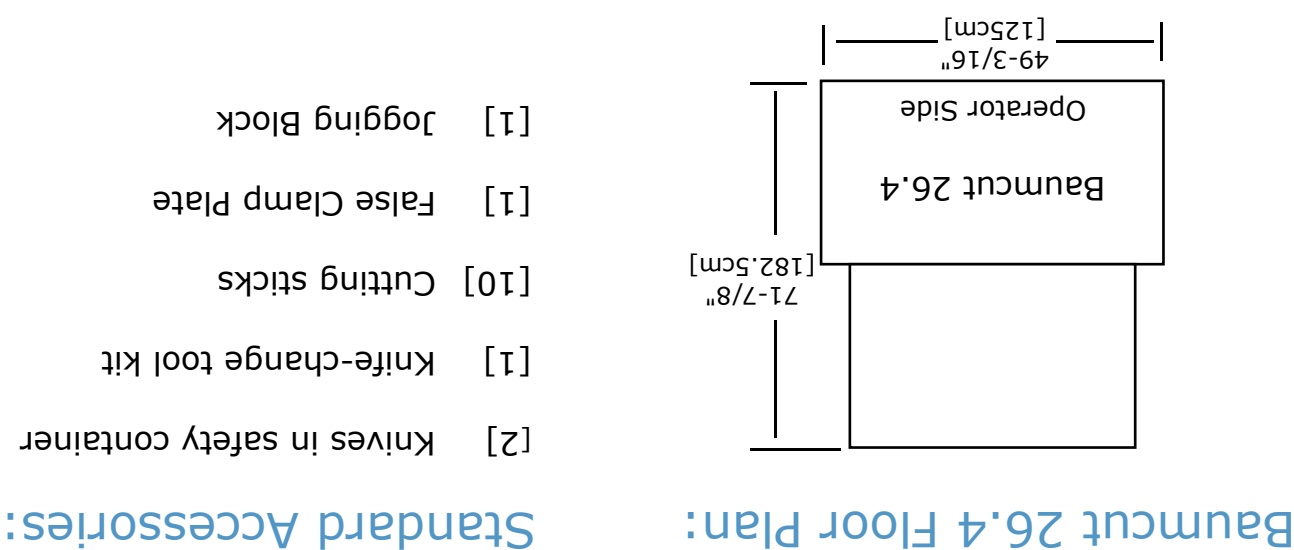 Baumcut 26.4 Floor Plan:
71-7/8"
[182.5cm]
Baumcut 26.4
Operator Side
49-3/16"
[125cm]
Standard Accessories:
[2] Knives in safety container
[1] Knife-change tool kit
[10] Cutting sticks
[1] False Clamp Plate
[1] Jogging Block